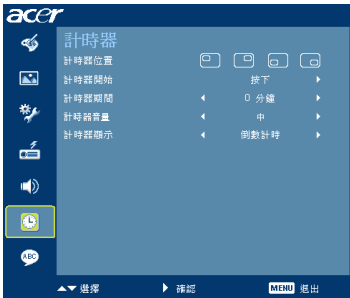 acer
計時器
計時器位置
計時器開始 按下
計時器期間 0 分鐘
計時器音量 中
計時器顯示 倒數計時
ABC
選擇 確認 MENU 退出